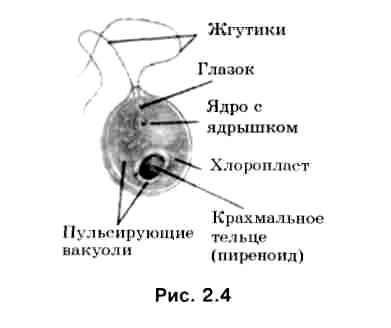 Жгутики
Глазок
Ядро с
ядрышком
Хлоропласт
Пульсирующие
вакуоли
Крахмальное
тельце
(пиреноид)
Рис. 2.4